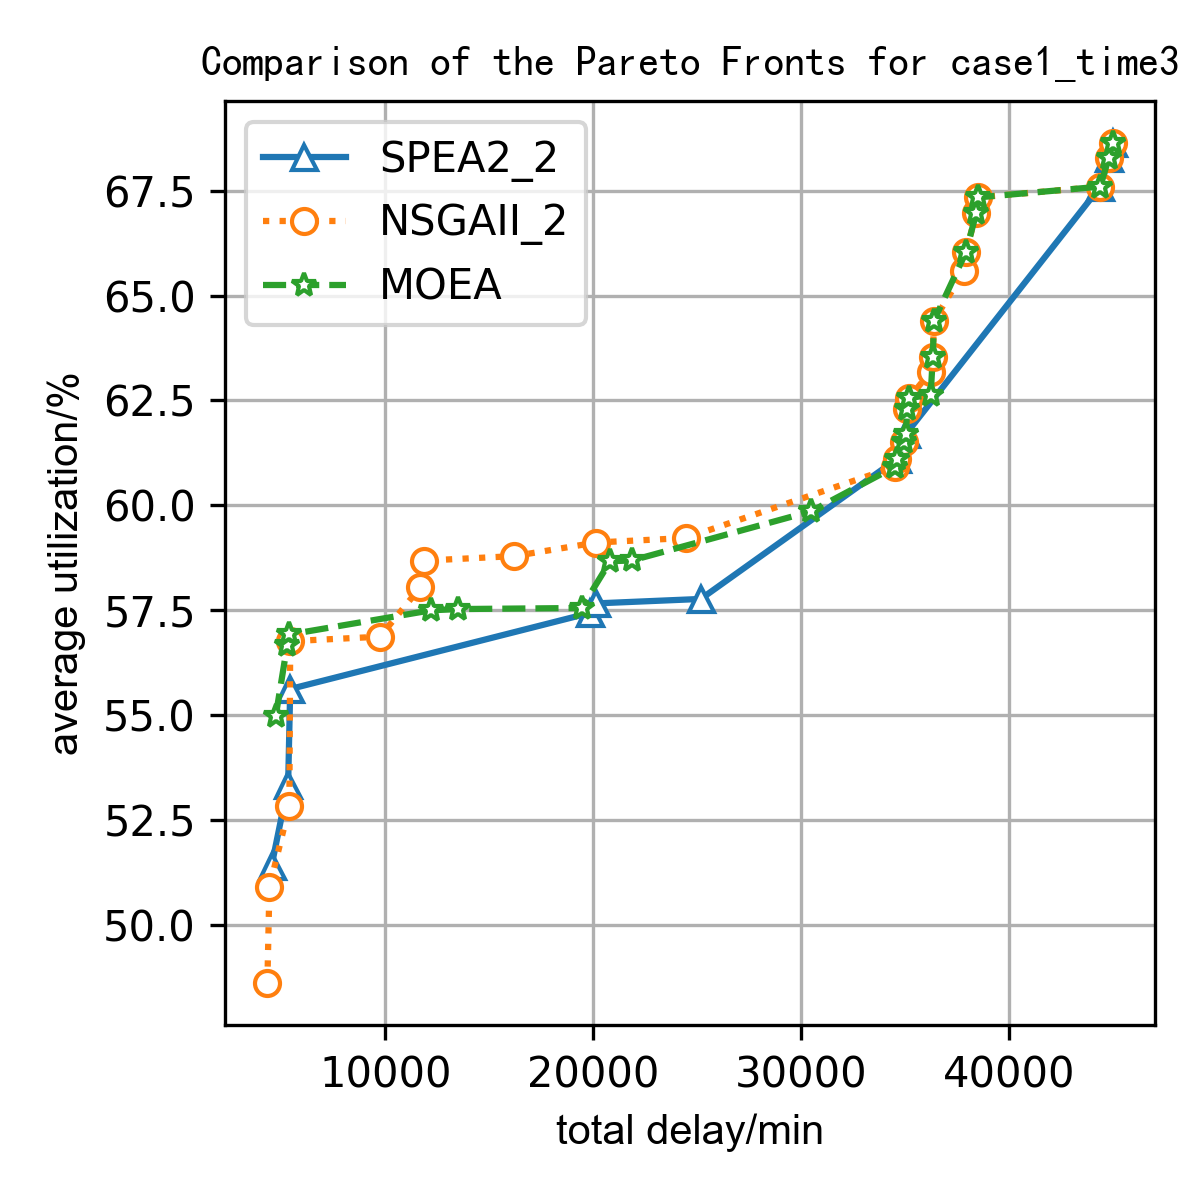 Comparison of the Pareto Fronts for case1_time3
SPEA2_2
NSGAII_2
MOEA
67.5
65.0
62.5
60.0
57.5
55.0
52.5
50.0
average utilization/%
10000 20000 30000 40000
total delay/min